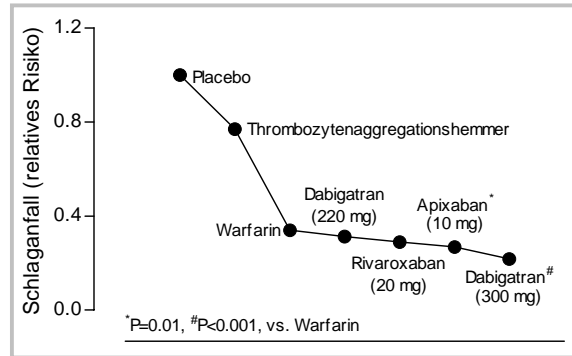 Schlaganfall (relatives Risiko)
1.2
0.8
0.4
0.0
Placebo
Thrombozytenaggregationshemmer
Warfarin
Dabigatran
(220 mg)
Rivaroxaban
(20 mg)
Apixaban*
(10 mg)
Dabigatran#
(300 mg)
*P=0.01, #P<0.001, vs. Warfarin